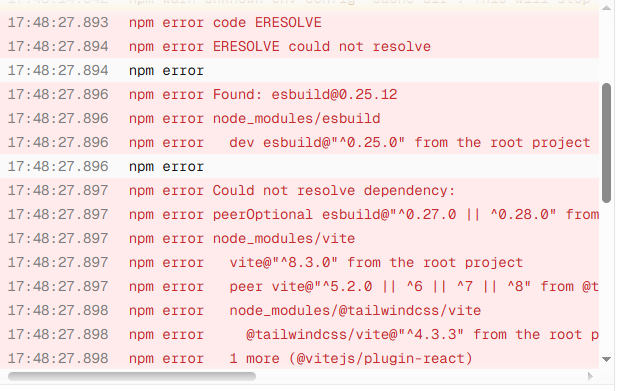 17:48:27.893 npm error code ERESOLVE
17:48:27.894 npm error ERESOLVE could not resolve
17:48:27.894 npm error
17:48:27.896 npm error Found: esbuild@0.25.12
17:48:27.896 npm error node_modules/esbuild
17:48:27.896 npm error   dev esbuild@"^0.25.0" from the root project
17:48:27.896 npm error
17:48:27.897 npm error Could not resolve dependency:
17:48:27.897 npm error peerOptional esbuild@"^0.27.0 || ^0.28.0" from
17:48:27.897 npm error node_modules/vite
17:48:27.897 npm error   vite@"^8.3.0" from the root project
17:48:27.897 npm error   peer vite@"^5.2.0 || ^6 || ^7 || ^8" from @t
17:48:27.898 npm error   node_modules/@tailwindcss/vite
17:48:27.898 npm error     @tailwindcss/vite@"^4.3.3" from the root p
17:48:27.898 npm error   1 more (@vitejs/plugin-react)